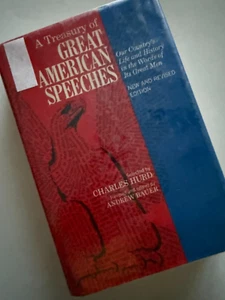 A Treasury of
GREAT
AMERICAN
SPEECHES
Our Country's
Life and History
in the Words of
Its Great Men
NEW AND REVISED
EDITION
CHARLES HURD
ANDREW BAUER